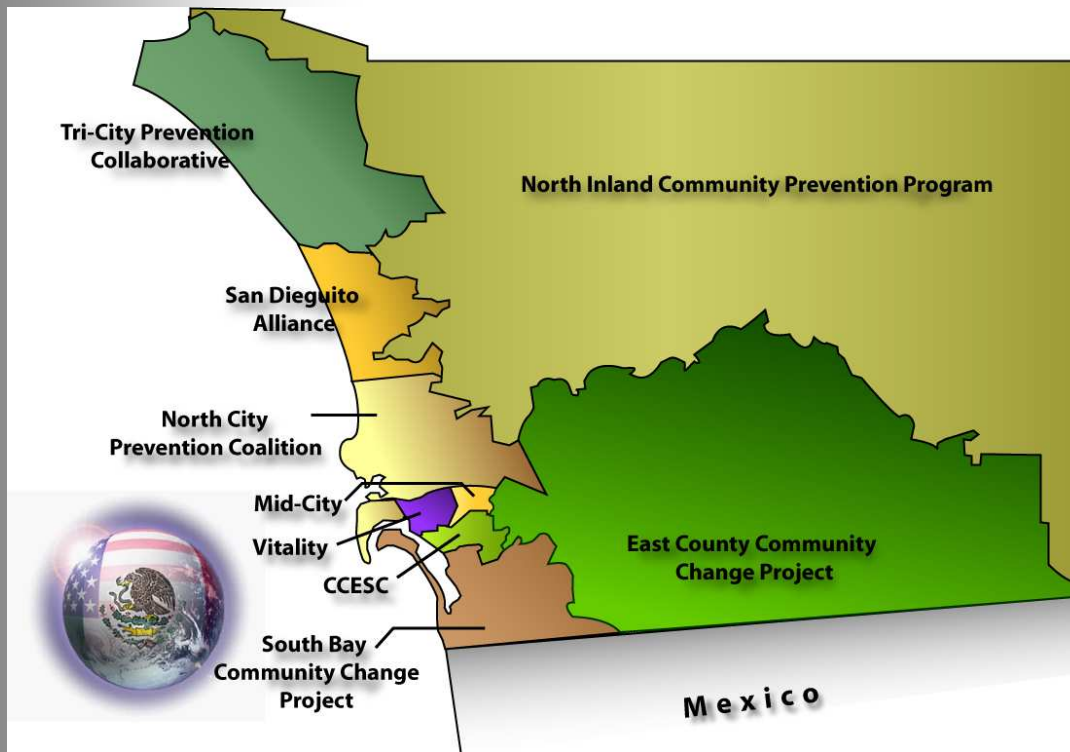 Tri-City Prevention
Collaborative
North Inland Community Prevention Program
San Dieguito
Alliance
North City
Prevention Coalition
Mid-City
Vitality
CCESC
East County Community
Change Project
South Bay
Community Change
Project
Mexico